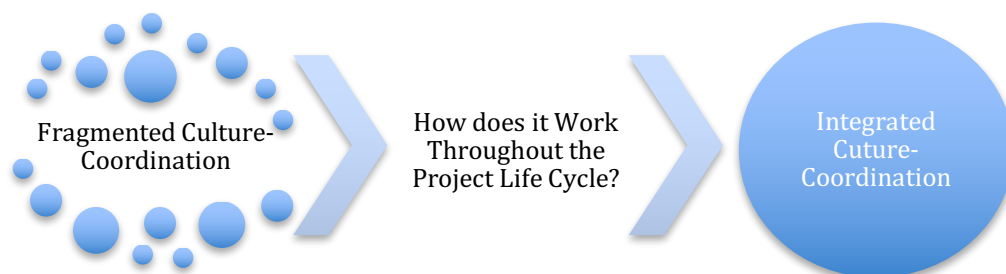 Fragmented Culture-
Coordination
How does it Work
Throughout the
Project Life Cycle?
Integrated
Cuture-
Coordination